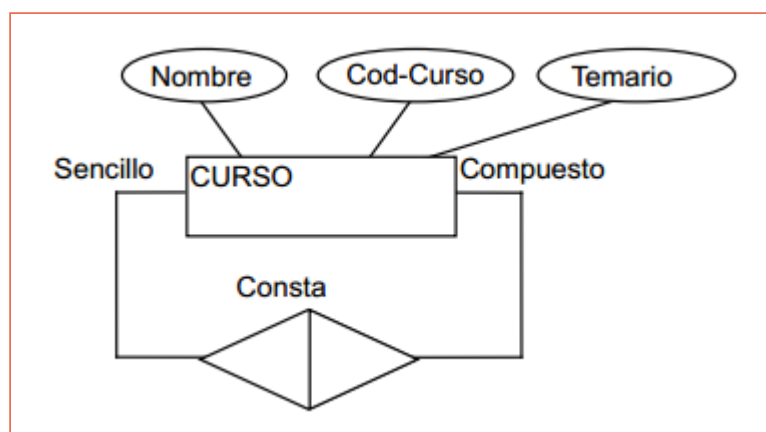 Nombre
Cod-Curso
Temario
Sencillo
CURSO
Compuesto
Consta